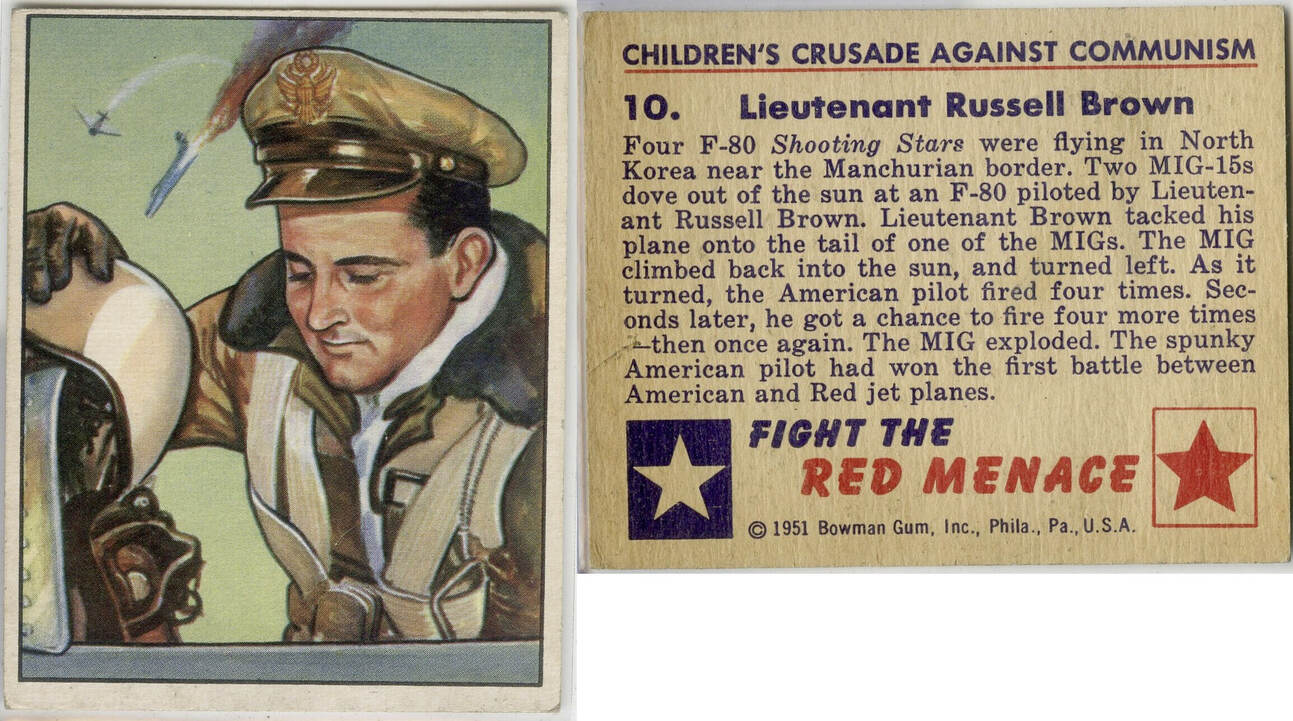 CHILDREN'S CRUSADE AGAINST COMMUNISM
10. Lieutenant Russell Brown
Four F-80 Shooting Stars were flying in North
Korea near the Manchurian border. Two MIG-15s
dove out of the sun at an F-80 piloted by Lieuten-
ant Russell Brown. Lieutenant Brown tacked his
plane onto the tail of one of the MIGs. The MIG
climbed back into the sun, and turned left. As it
turned, the American pilot fired four times. Sec-
onds later, he got a chance to fire four more times
—then once again. The MIG exploded. The spunky
American pilot had won the first battle between
American and Red jet planes.
FIGHT THE
RED MENACE
© 1951 Bowman Gum, Inc., Phila., Pa., U.S.A.